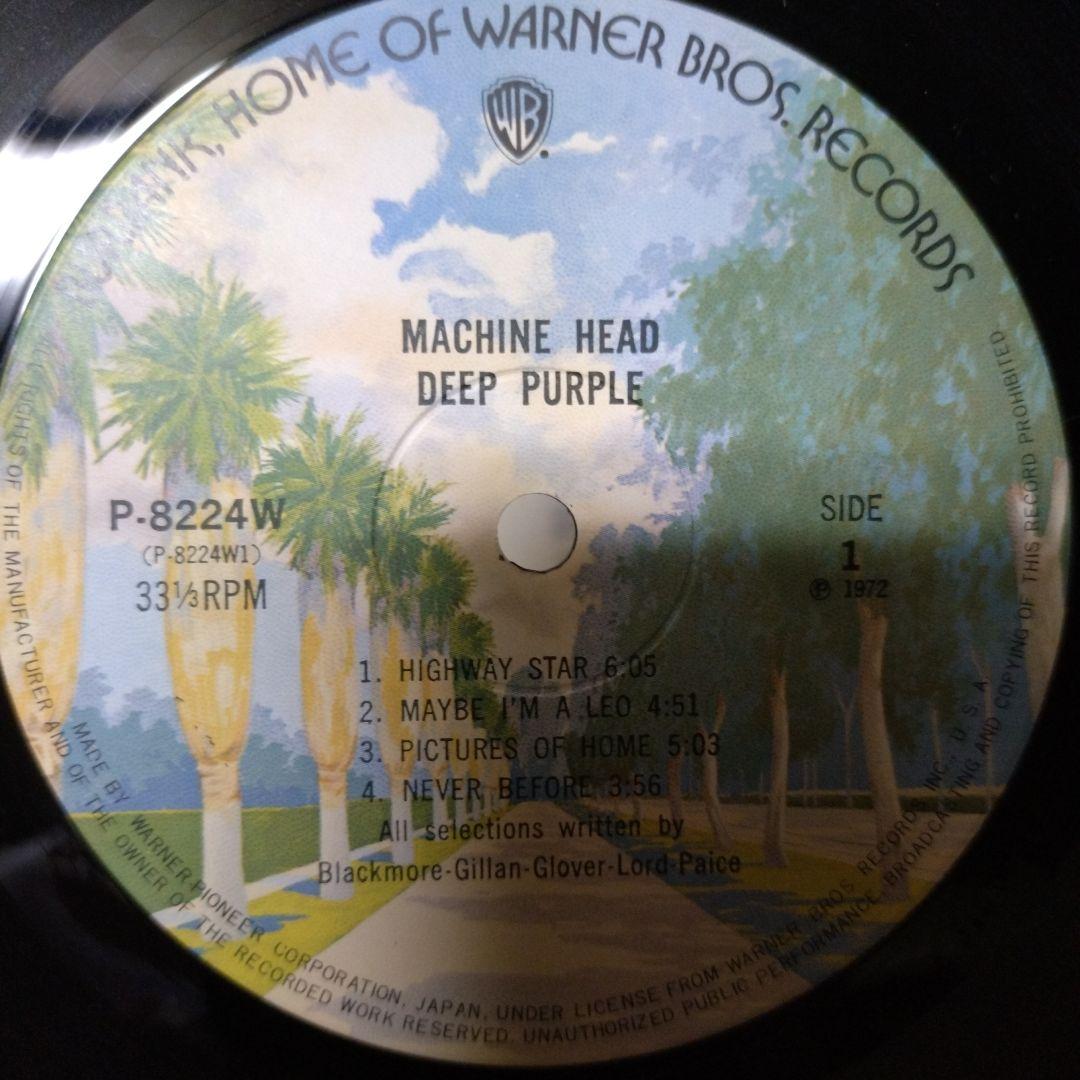 HOME OF WARNER BROS. RECORDS
WB
MACHINE HEAD
DEEP PURPLE
P-8224W
(P-8224W1)
33⅓RPM
SIDE
1
℗ 1972
1. HIGHWAY STAR 6:05
2. MAYBE I'M A LEO 4:51
3. PICTURES OF HOME 5:03
4. NEVER BEFORE 3:56
All selections written by
Blackmore-Gillan-Glover-Lord-Paice
MADE BY WARNER-PIONEER CORPORATION, JAPAN, UNDER LICENSE FROM WARNER BROS RECORDS INC., U S A
RIGHTS OF THE MANUFACTURER AND OF THE OWNER OF THE RECORDED WORK RESERVED. UNAUTHORIZED PUBLIC PERFORMANCE, BROADCASTING AND COPYING OF THIS RECORD PROHIBITED